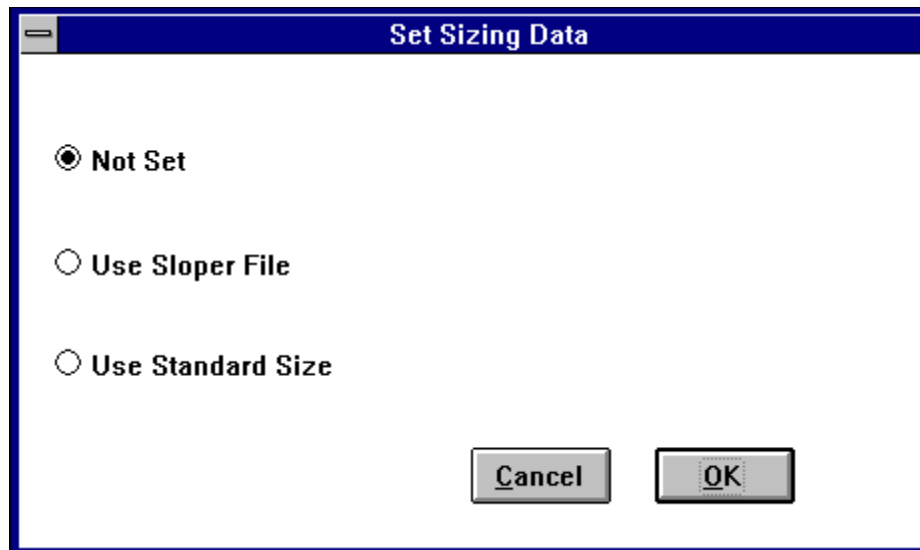 Set Sizing Data
Not Set
Use Sloper File
Use Standard Size
Cancel OK